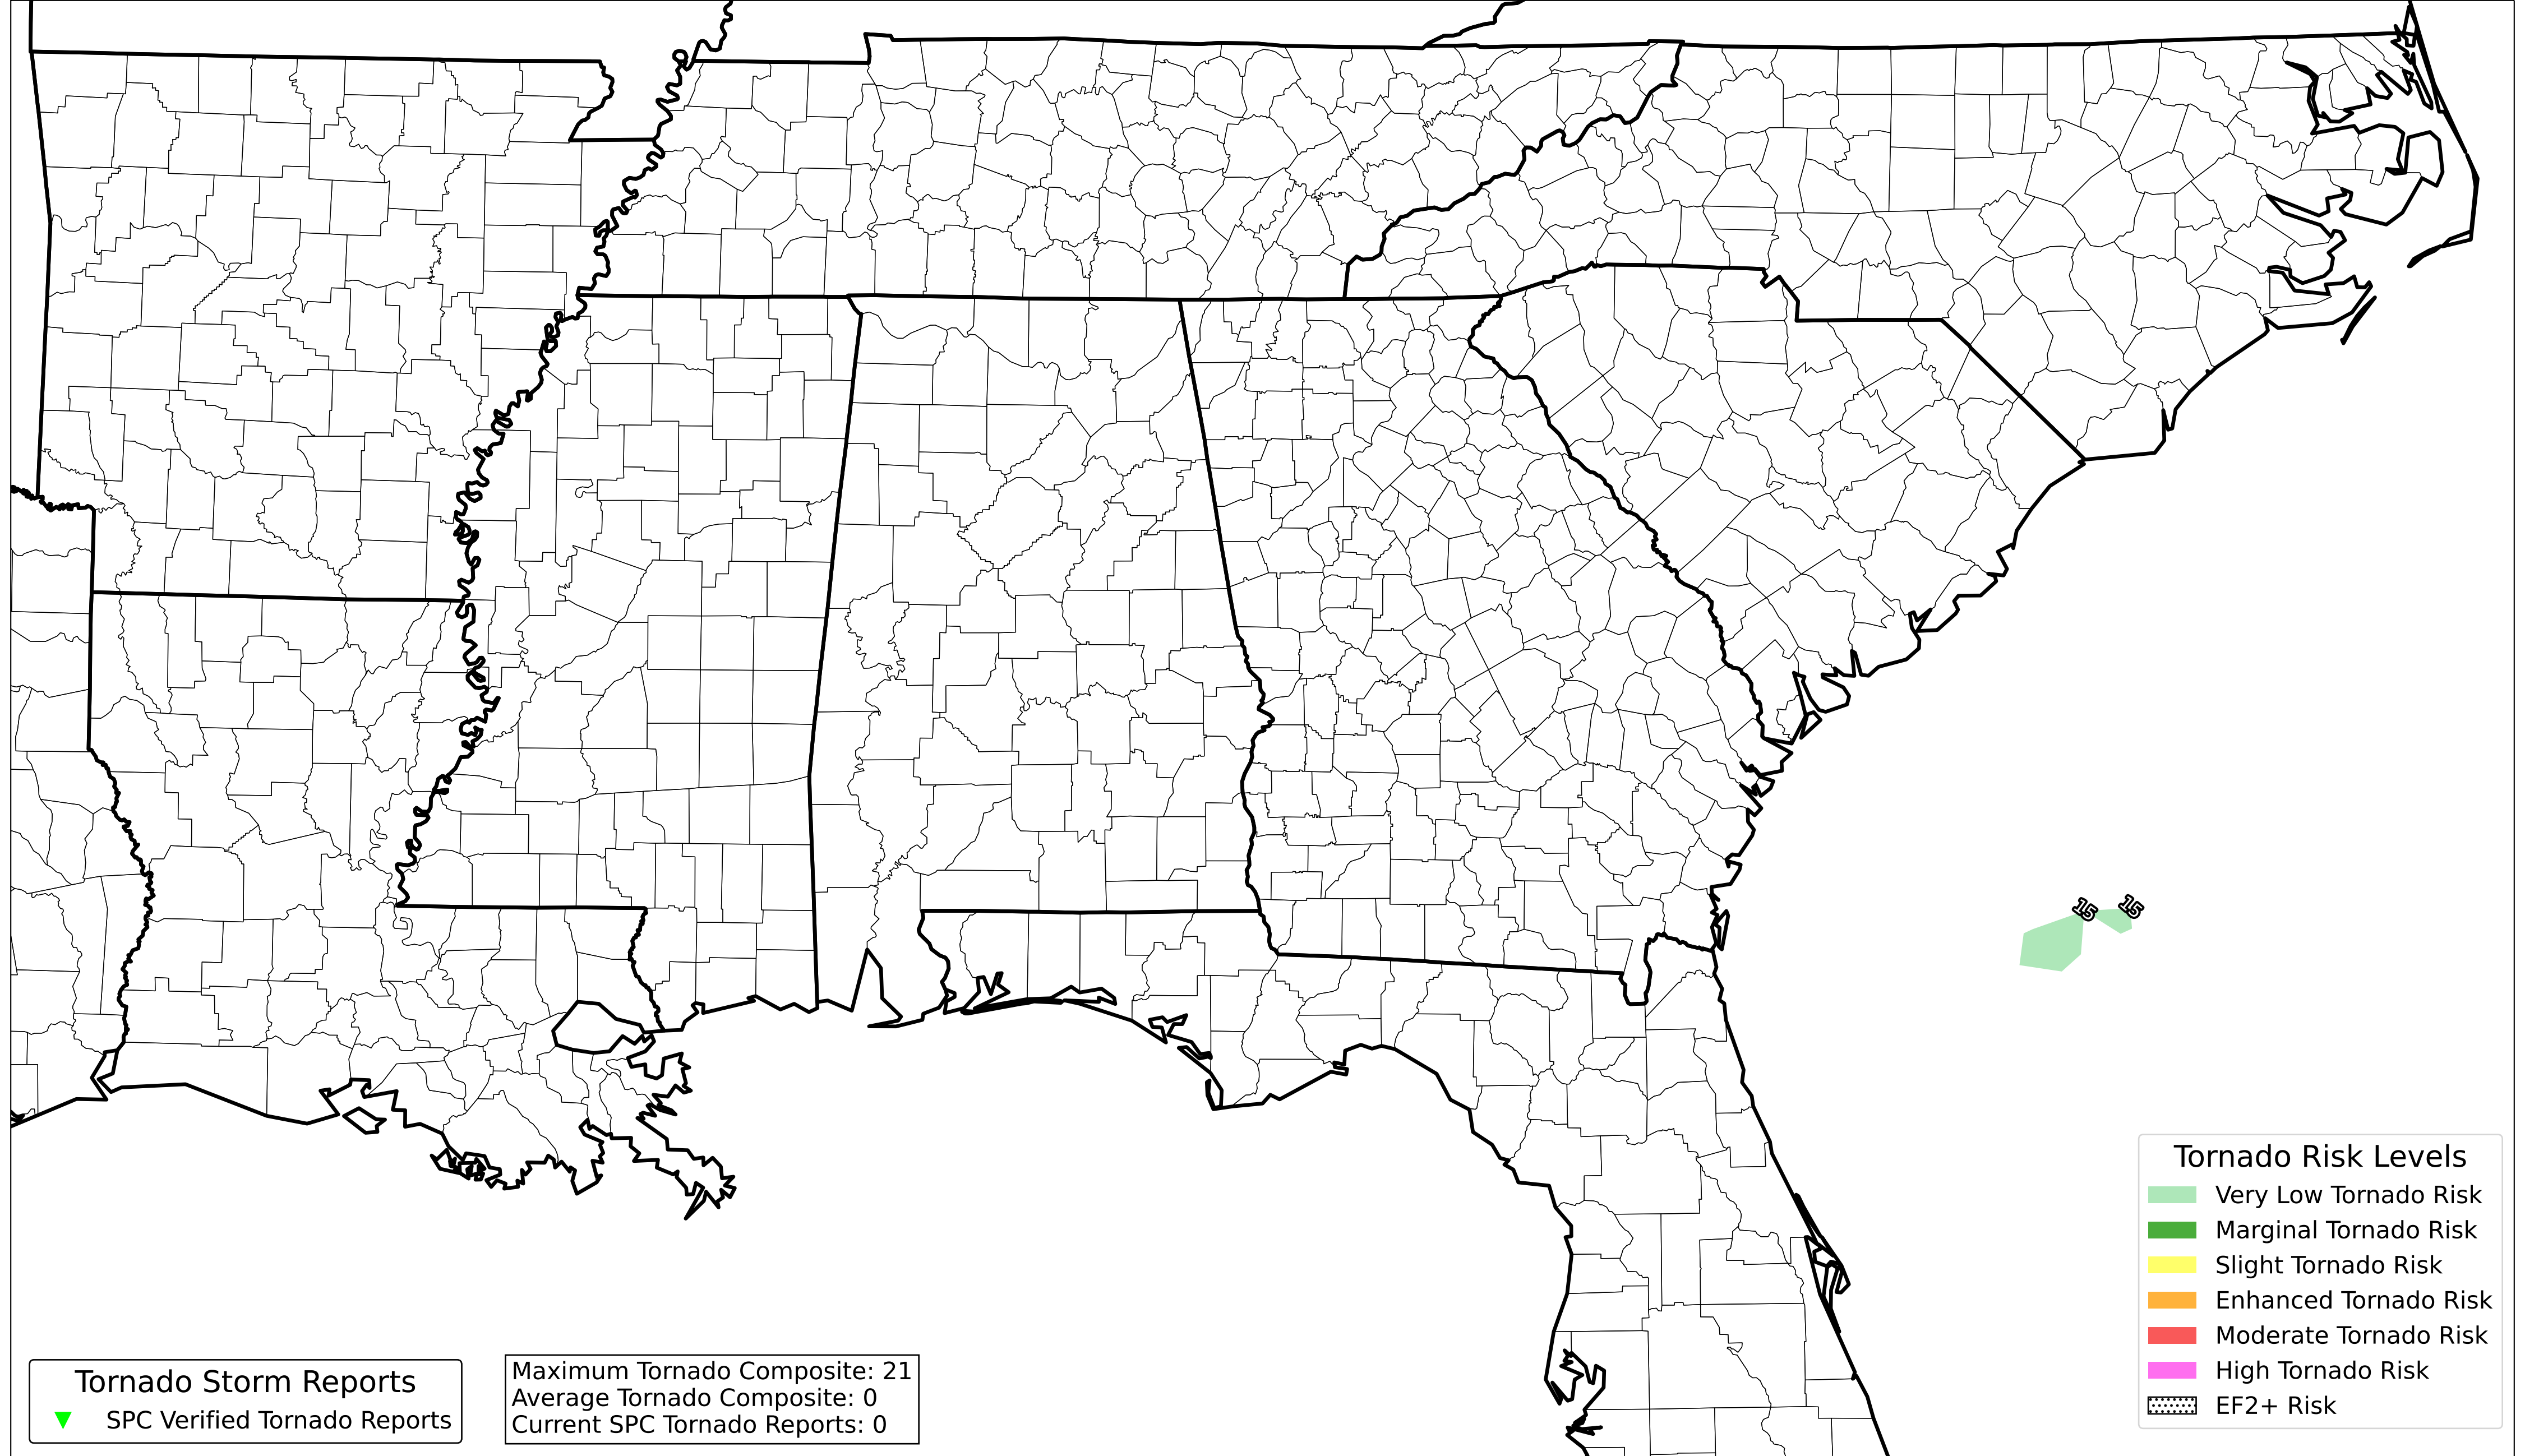 15
15
Tornado Risk Levels
Very Low Tornado Risk
Marginal Tornado Risk
Slight Tornado Risk
Enhanced Tornado Risk
Moderate Tornado Risk
High Tornado Risk
EF2+ Risk
Tornado Storm Reports
SPC Verified Tornado Reports
Maximum Tornado Composite: 21
Average Tornado Composite: 0
Current SPC Tornado Reports: 0